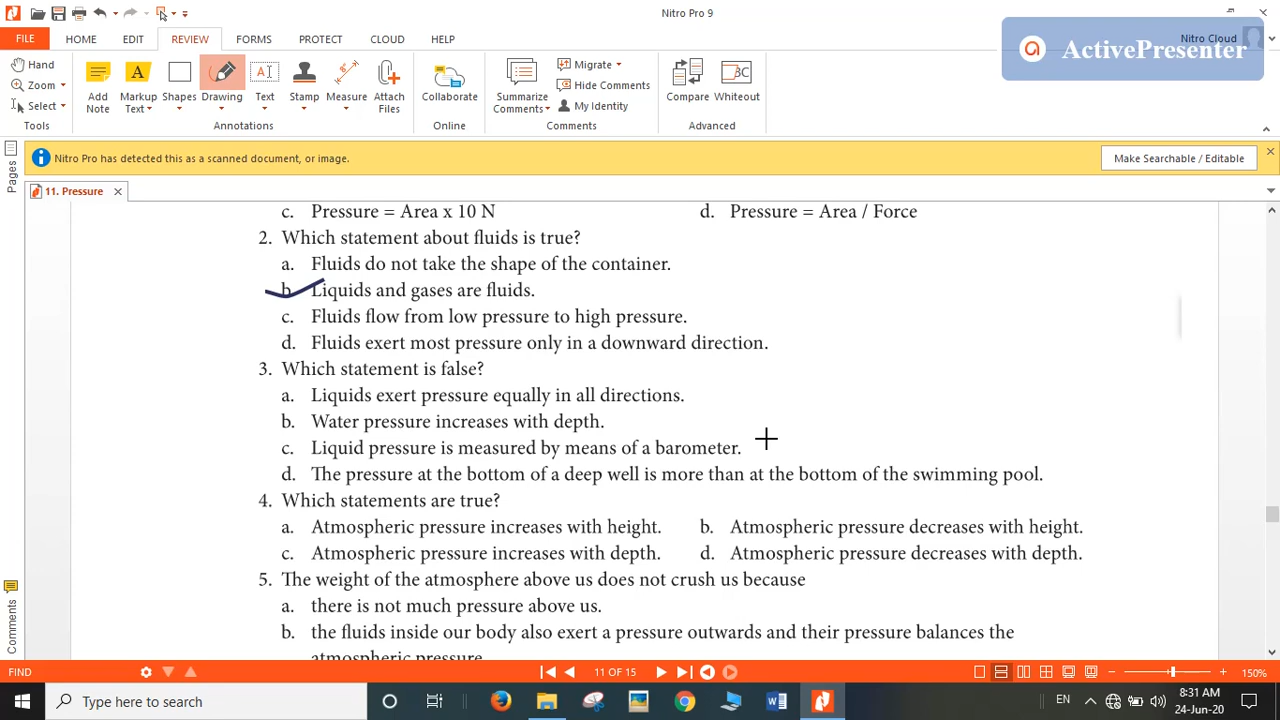 Nitro Pro 9
FILE HOME EDIT REVIEW FORMS PROTECT CLOUD HELP Nitro Cloud
ActivePresenter
Hand
Zoom
Select
Tools
Add Note
Markup Text
Shapes
Drawing
Text
Stamp
Measure
Attach Files
Annotations
Collaborate
Online
Summarize Comments
Migrate
Hide Comments
My Identity
Comments
Compare
Whiteout
Advanced
Nitro Pro has detected this as a scanned document, or image. Make Searchable / Editable
Pages
11. Pressure
c. Pressure = Area x 10 N d. Pressure = Area / Force
2. Which statement about fluids is true?
a. Fluids do not take the shape of the container.
b. Liquids and gases are fluids.
c. Fluids flow from low pressure to high pressure.
d. Fluids exert most pressure only in a downward direction.
3. Which statement is false?
a. Liquids exert pressure equally in all directions.
b. Water pressure increases with depth.
c. Liquid pressure is measured by means of a barometer.
d. The pressure at the bottom of a deep well is more than at the bottom of the swimming pool.
4. Which statements are true?
a. Atmospheric pressure increases with height. b. Atmospheric pressure decreases with height.
c. Atmospheric pressure increases with depth. d. Atmospheric pressure decreases with depth.
5. The weight of the atmosphere above us does not crush us because
a. there is not much pressure above us.
b. the fluids inside our body also exert a pressure outwards and their pressure balances the
atmospheric pressure.
Comments
FIND 11 OF 15 150%
Type here to search EN 8:31 AM
24-Jun-20